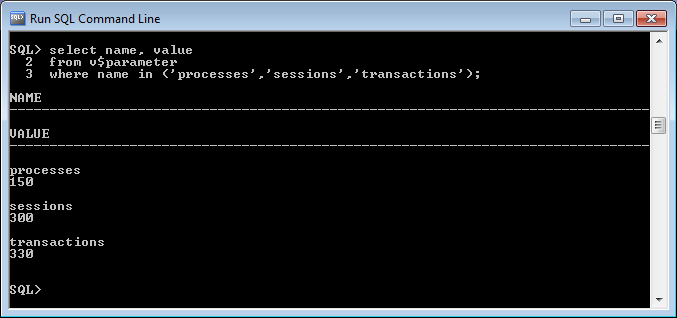 Run SQL Command Line
SQL> select name, value
  2  from v$parameter
  3  where name in ('processes','sessions','transactions');
NAME
--------------------------------------------------------------------------------
VALUE
--------------------------------------------------------------------------------
processes
150
sessions
300
transactions
330
SQL>